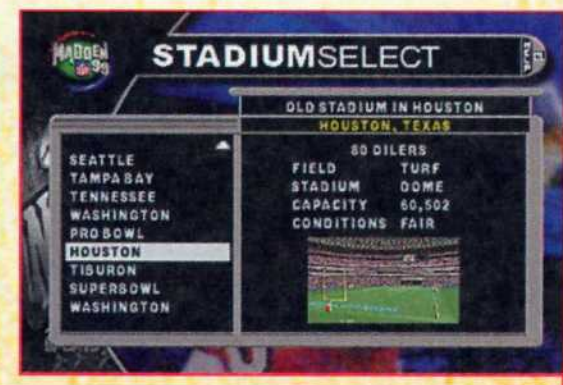 MADDEN
NFL
99
STADIUMSELECT
OLD STADIUM IN HOUSTON
HOUSTON, TEXAS
80 OILERS
FIELD TURF
STADIUM DOME
CAPACITY 60,502
CONDITIONS FAIR
SEATTLE
TAMPA BAY
TENNESSEE
WASHINGTON
PRO BOWL
HOUSTON
TIBURON
SUPERBOWL
WASHINGTON